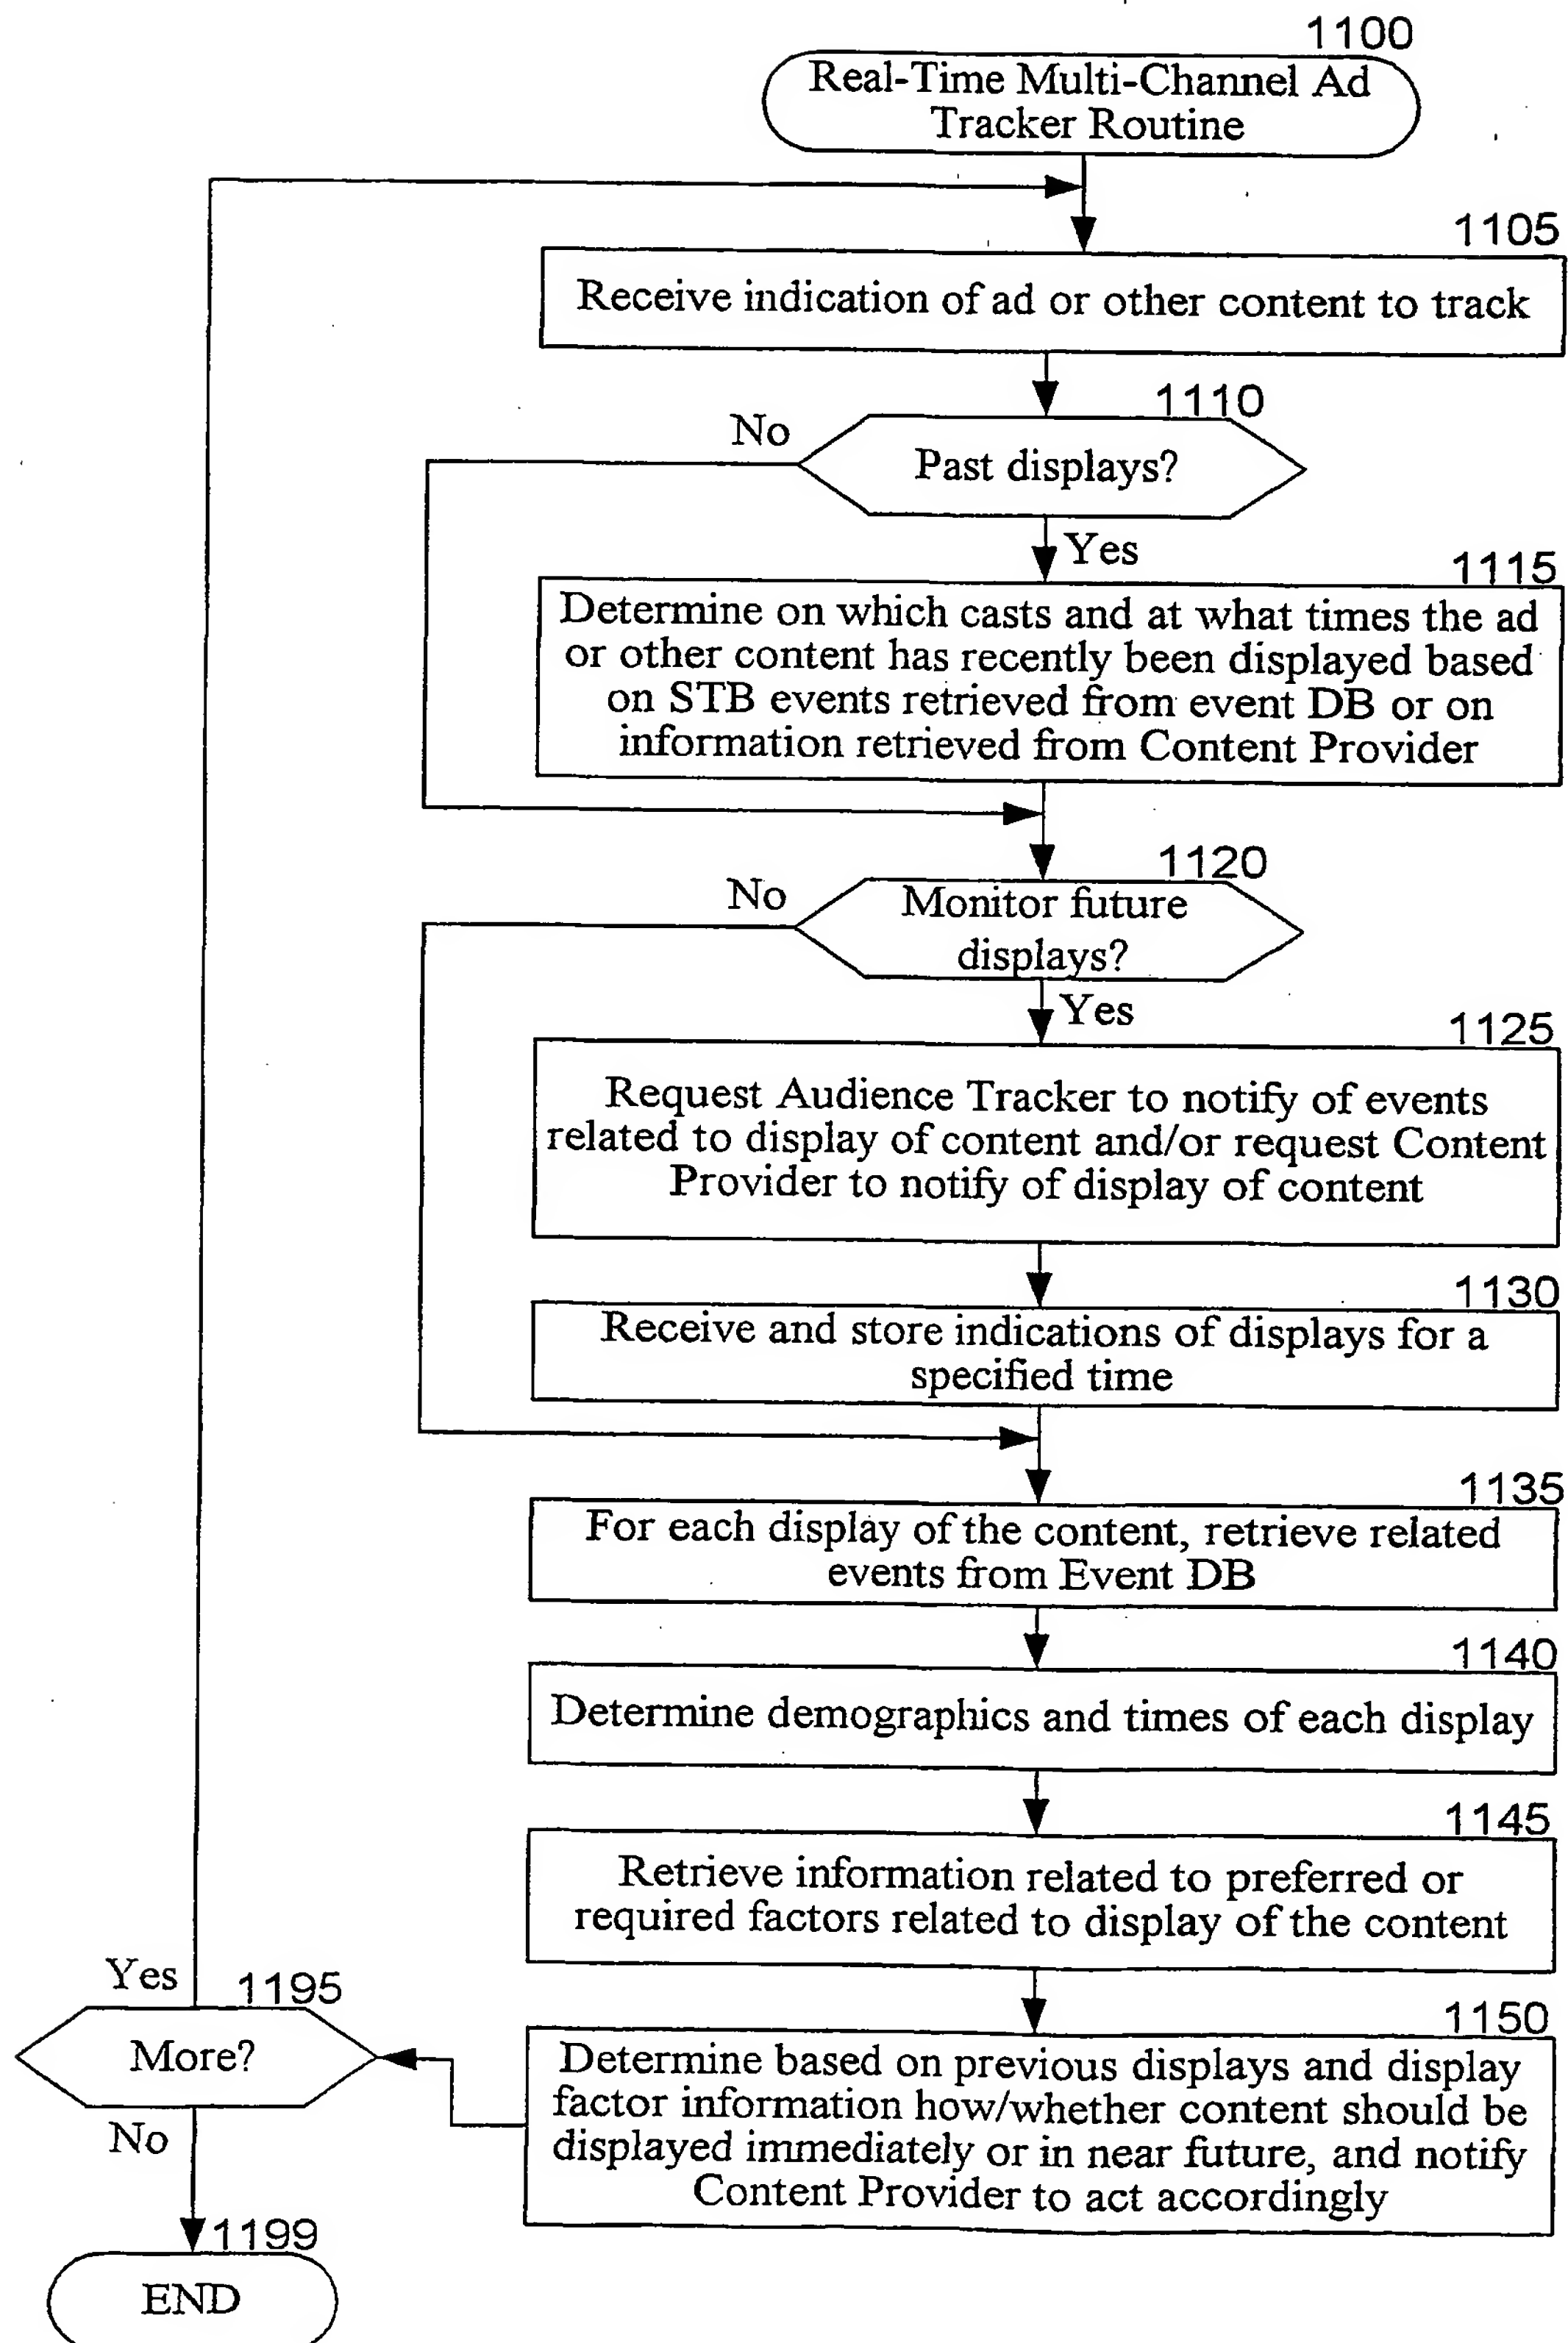 1100
Real-Time Multi-Channel Ad
Tracker Routine
1105
Receive indication of ad or other content to track
1110
No
Past displays?
Yes
1115
Determine on which casts and at what times the ad
or other content has recently been displayed based
on STB events retrieved from event DB or on
information retrieved from Content Provider
1120
No
Monitor future
displays?
Yes
1125
Request Audience Tracker to notify of events
related to display of content and/or request Content
Provider to notify of display of content
1130
Receive and store indications of displays for a
specified time
1135
For each display of the content, retrieve related
events from Event DB
1140
Determine demographics and times of each display
1145
Retrieve information related to preferred or
required factors related to display of the content
Yes
1195
More?
No
1150
Determine based on previous displays and display
factor information how/whether content should be
displayed immediately or in near future, and notify
Content Provider to act accordingly
1199
END